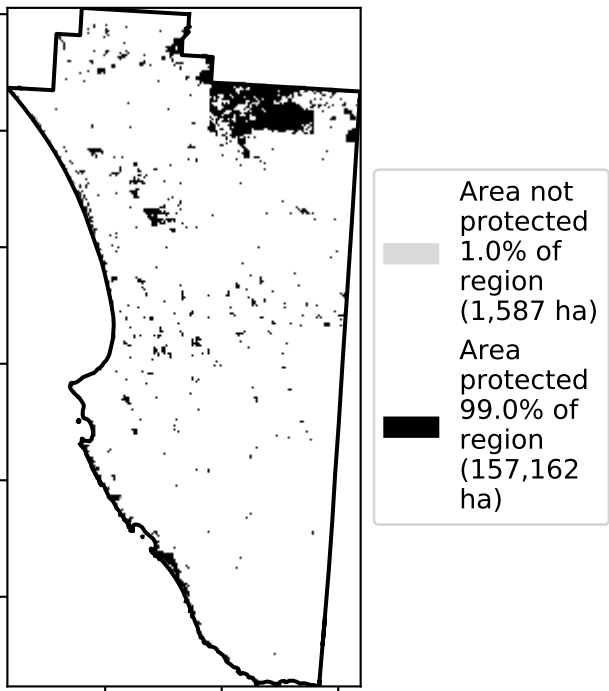 Area not
protected
1.0% of
region
(1,587 ha)
Area
protected
99.0% of
region
(157,162
ha)